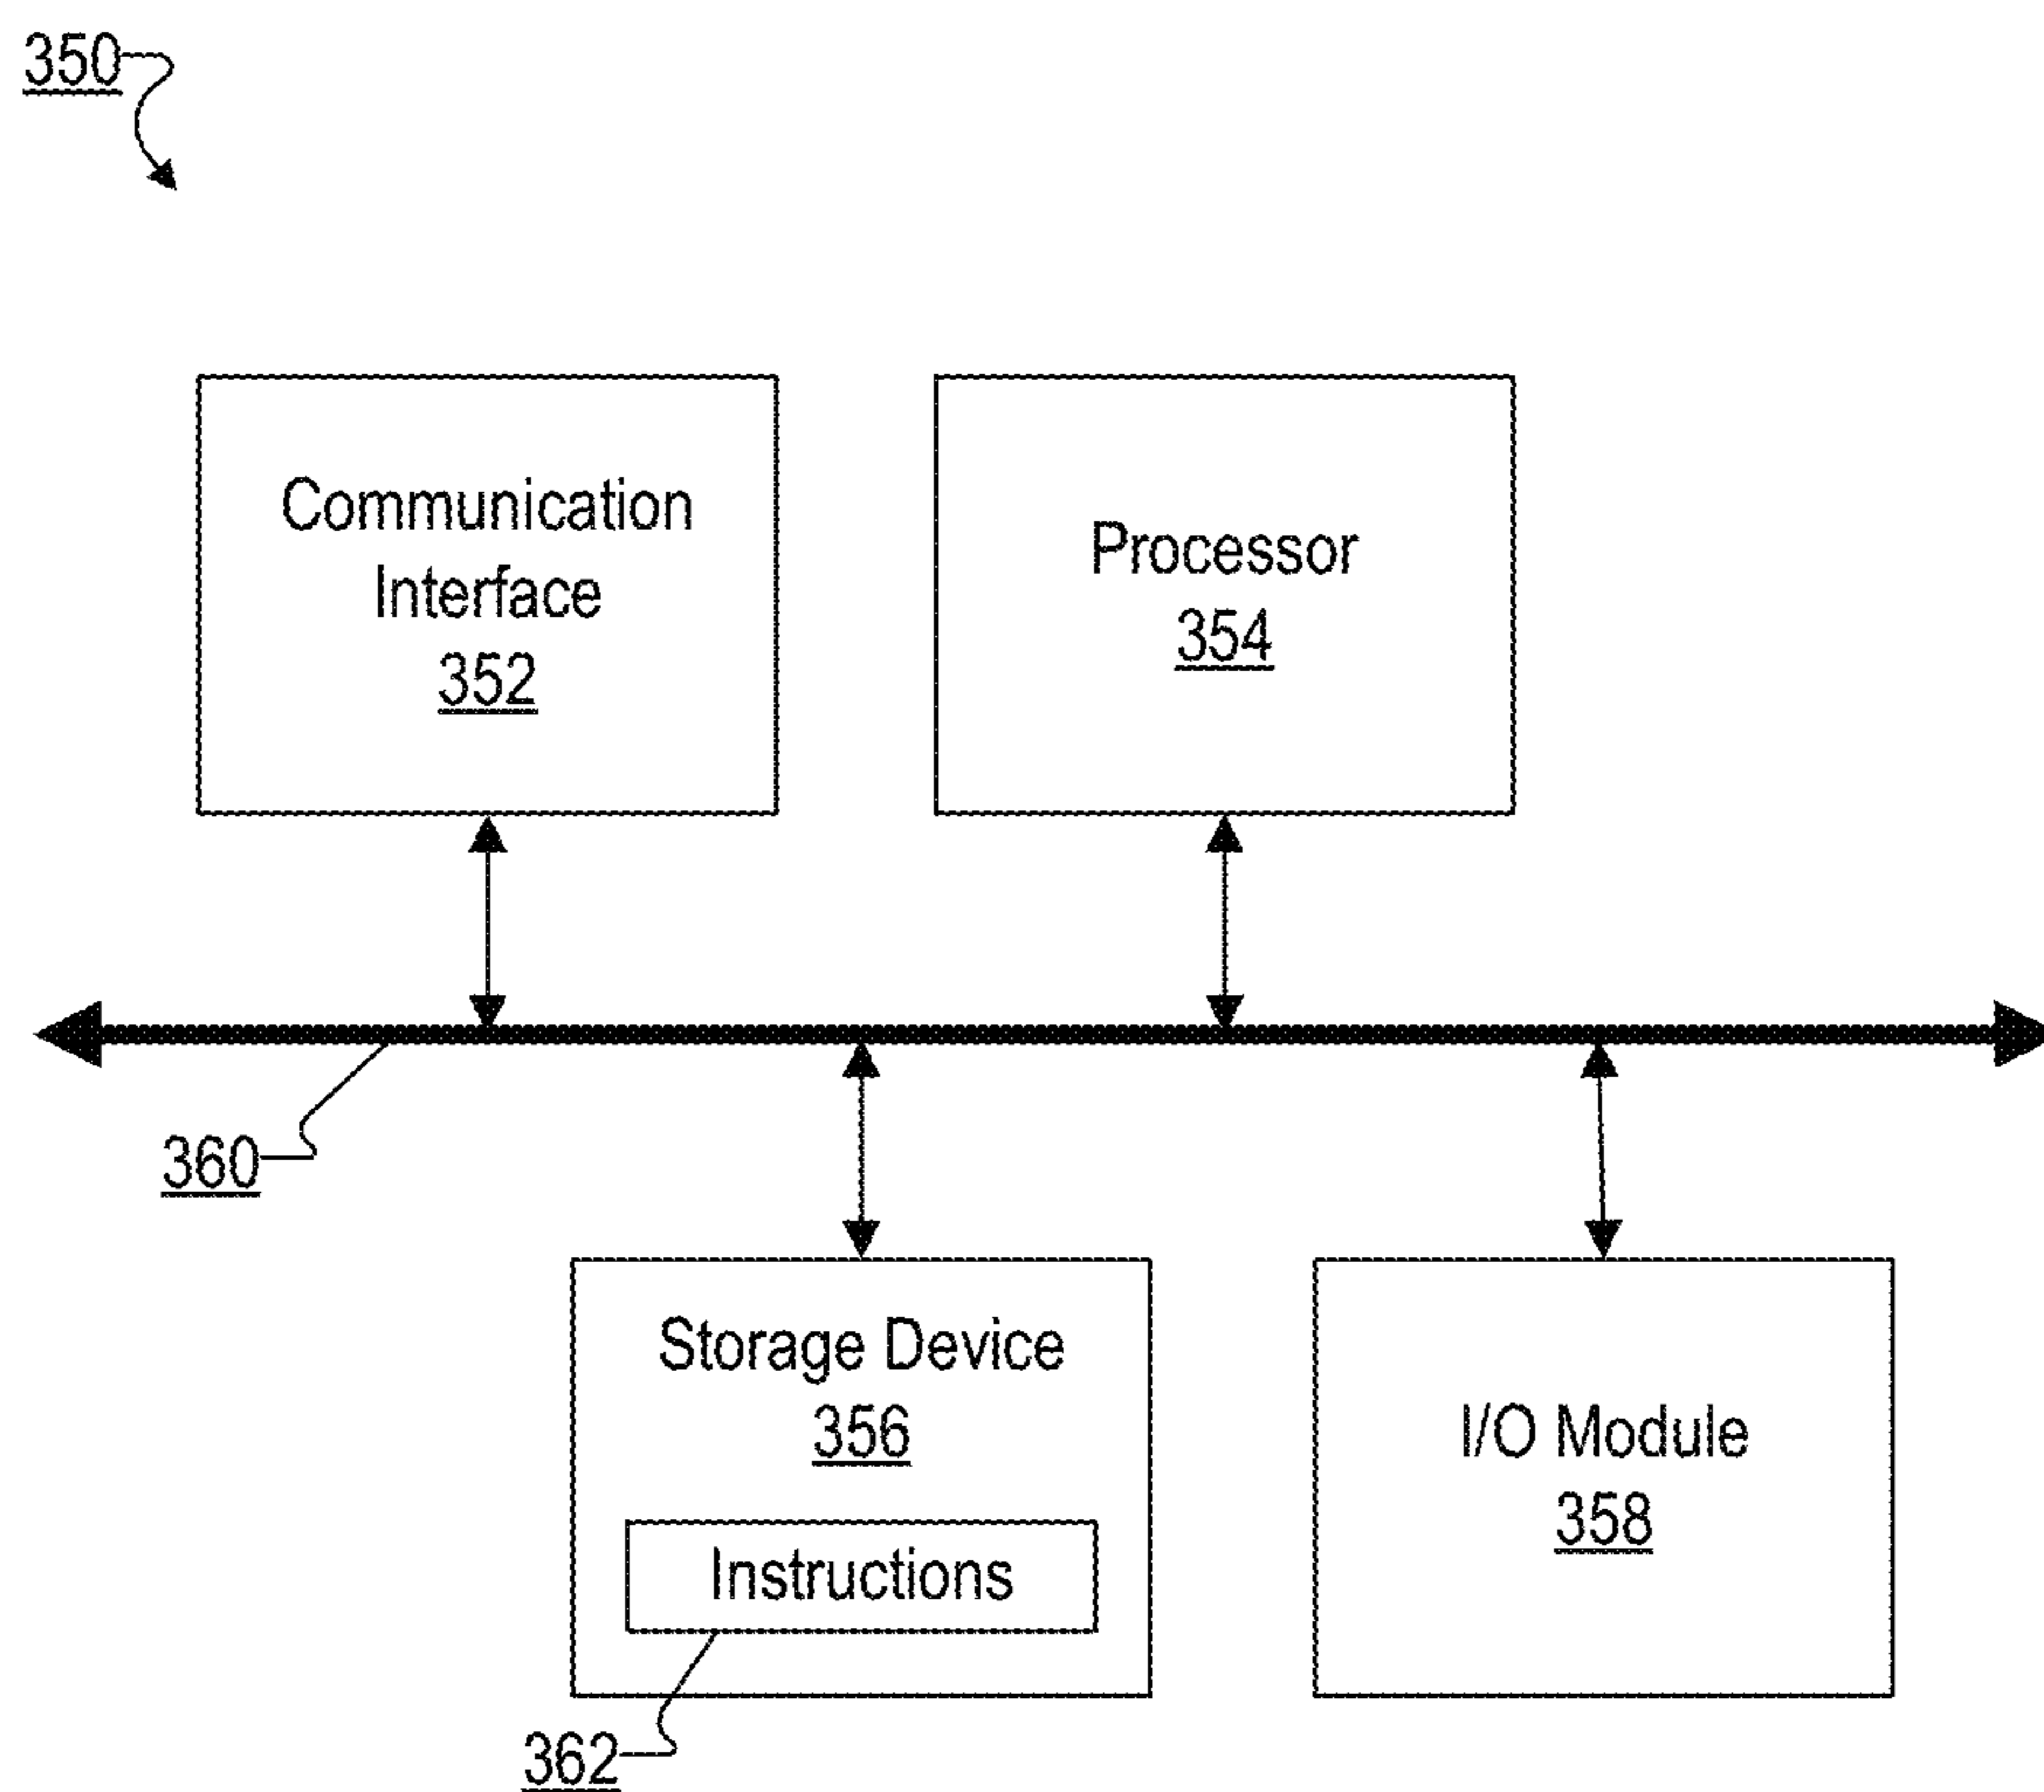 350
Communication
Interface
352
Processor
354
360
Storage Device
356
Instructions
362
I/O Module
358